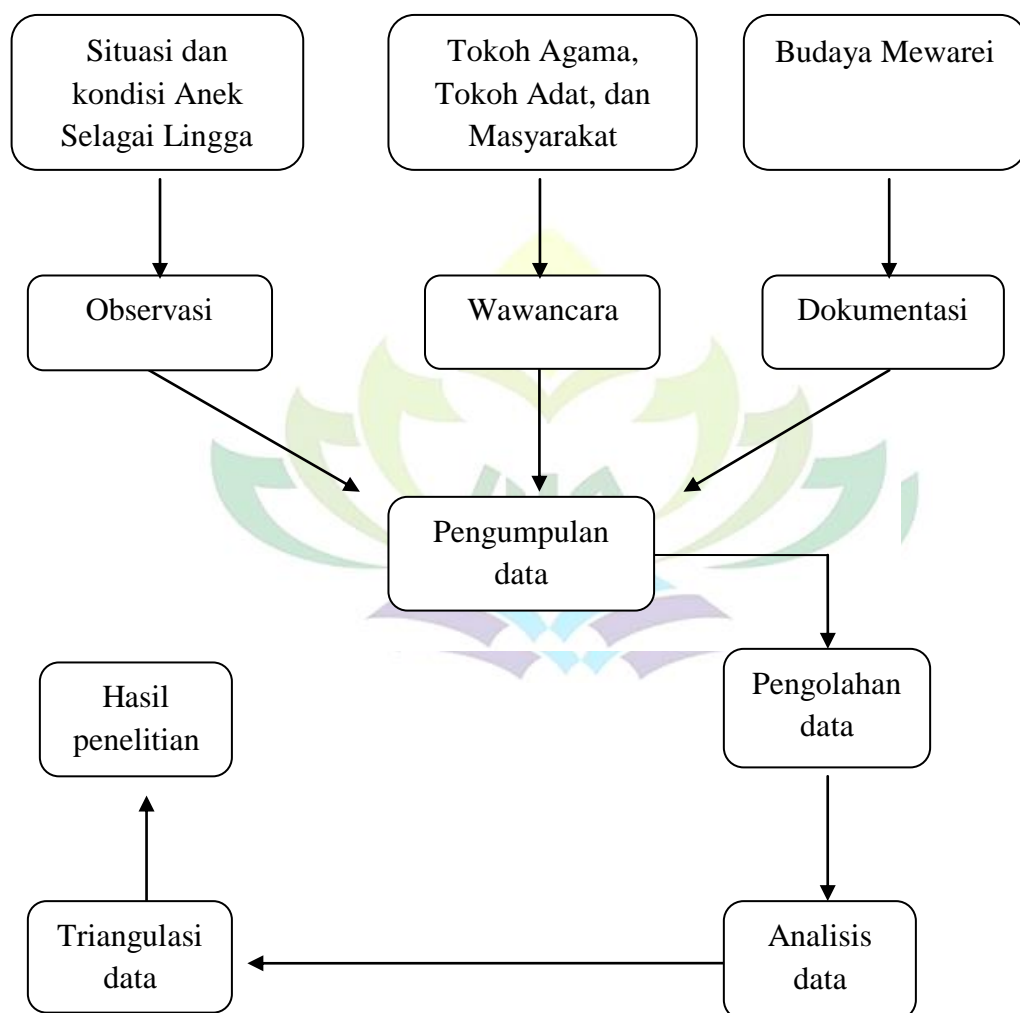 Situasi dan
kondisi Anek
Selagai Lingga
Tokoh Agama,
Tokoh Adat, dan
Masyarakat
Budaya Mewarei
Observasi
Wawancara
Dokumentasi
Pengumpulan
data
Pengolahan
data
Hasil
penelitian
Triangulasi
data
Analisis
data